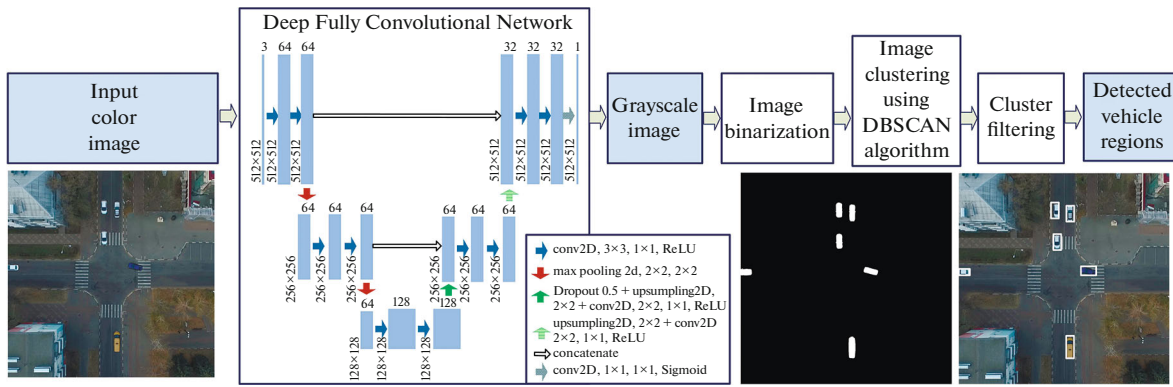 Input
color
image
Deep Fully Convolutional Network
3 64 64
32 32 32 1
512×512
512×512
512×512
512×512
512×512
512×512
512×512
64 64 64
64 64 64
256×256
256×256
256×256
256×256
256×256
256×256
64 128 128
128×128
128×128
128×128
conv2D, 3×3, 1×1, ReLU
max pooling 2d, 2×2, 2×2
Dropout 0.5 + upsumpling2D,
2×2 + conv2D, 2×2, 1×1, ReLU
upsumpling2D, 2×2 + conv2D
2×2, 1×1, ReLU
concatenate
conv2D, 1×1, 1×1, Sigmoid
Grayscale
image
Image
binarization
Image
clustering
using
DBSCAN
algorithm
Cluster
filtering
Detected
vehicle
regions